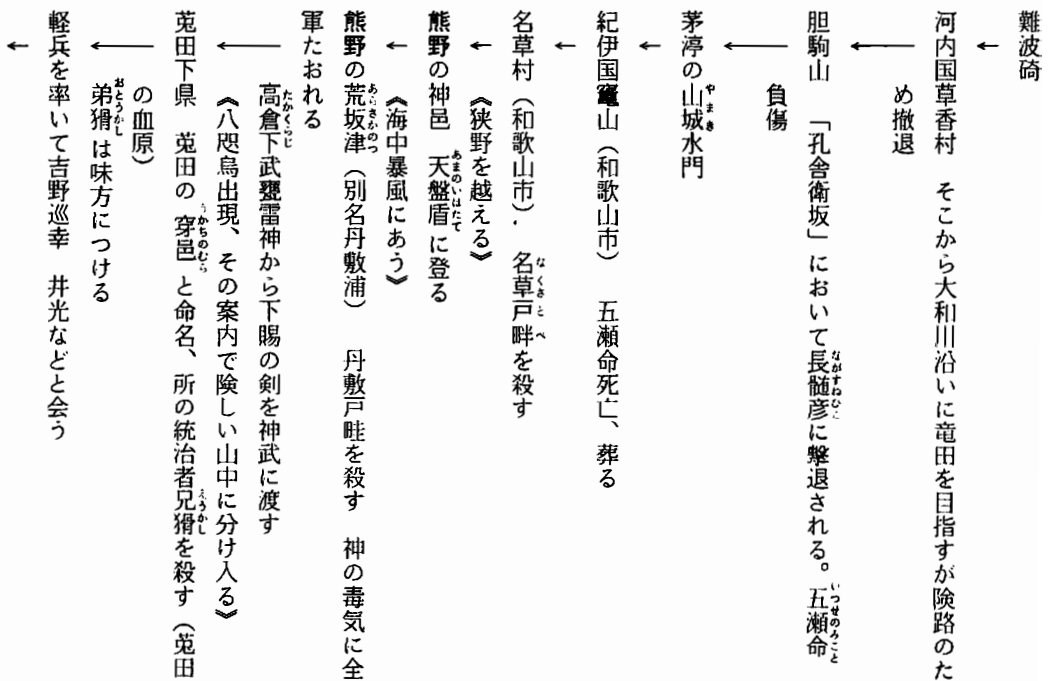 難波碕
←
河内国草香村　そこから大和川沿いに竜田を目指すが険路のた
め撤退
←
胆駒山　「孔舎衛坂」において長髄彦に撃退される。五瀬命
負傷
←
茅渟の山城水門
←
紀伊国竈山（和歌山市）　五瀬命死亡、葬る
←
名草村（和歌山市）．　名草戸畔を殺す
←　《狭野を越える》
熊野の神邑　天盤盾に登る
←　《海中暴風にあう》
熊野の荒坂津（別名丹敷浦）　丹敷戸畦を殺す　神の毒気に全
軍たおれる
高倉下武甕雷神から下賜の剣を神武に渡す
←　《八咫烏出現、その案内で険しい山中に分け入る》
莵田下県　莵田の穿邑と命名、所の統治者兄猾を殺す（莵田
の血原）
←　弟猾は味方につける
軽兵を率いて吉野巡幸　井光などと会う
←